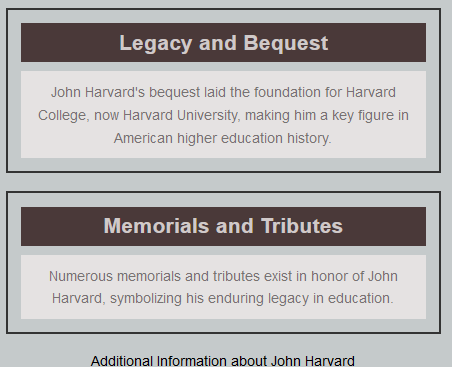 Legacy and Bequest
John Harvard's bequest laid the foundation for Harvard
College, now Harvard University, making him a key figure in
American higher education history.
Memorials and Tributes
Numerous memorials and tributes exist in honor of John
Harvard, symbolizing his enduring legacy in education.
Additional Information about John Harvard